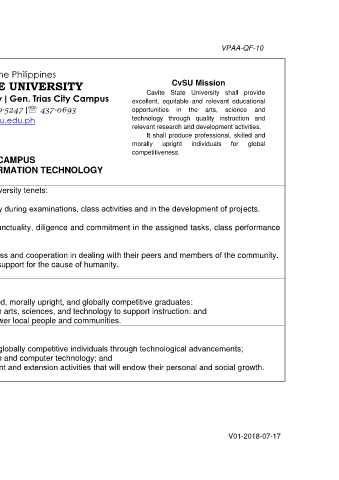 VPAA-QF-10
he Philippines
E UNIVERSITY
y | Gen. Trias City Campus
9-5247 |☏ 437-0693
u.edu.ph
CAMPUS
RMATION TECHNOLOGY
CvSU Mission
Cavite State University shall provide
excellent, equitable and relevant educational
opportunities in the arts, science and
technology through quality instruction and
relevant research and development activities.
It shall produce professional, skilled and
morally upright individuals for global
competitiveness.
versity tenets:
y during examinations, class activities and in the development of projects.
unctuality, diligence and commitment in the assigned tasks, class performance
ss and cooperation in dealing with their peers and members of the community.
support for the cause of humanity.
d, morally upright, and globally competitive graduates:
n arts, sciences, and technology to support instruction: and
wer local people and communities.
globally competitive individuals through technological advancements;
n and computer technology; and
nt and extension activities that will endow their personal and social growth.
V01-2018-07-17